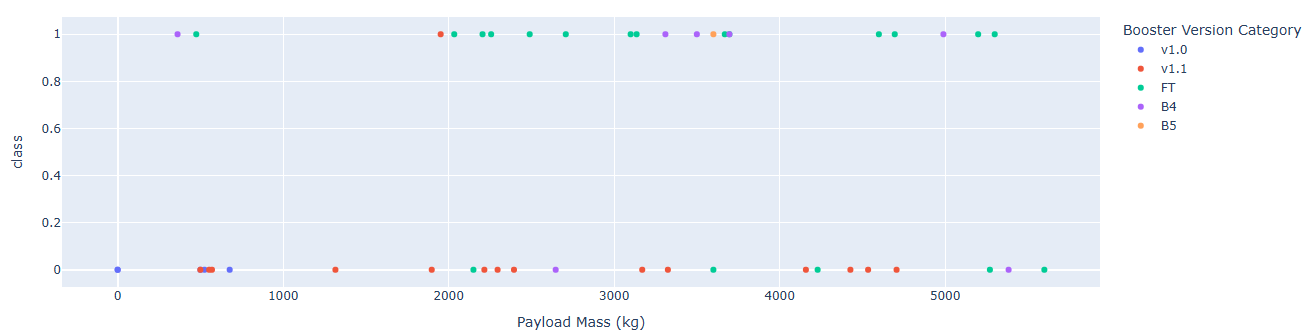 1
0.8
0.6
0.4
0.2
0
class
0 1000 2000 3000 4000 5000
Payload Mass (kg)
Booster Version Category
v1.0
v1.1
FT
B4
B5